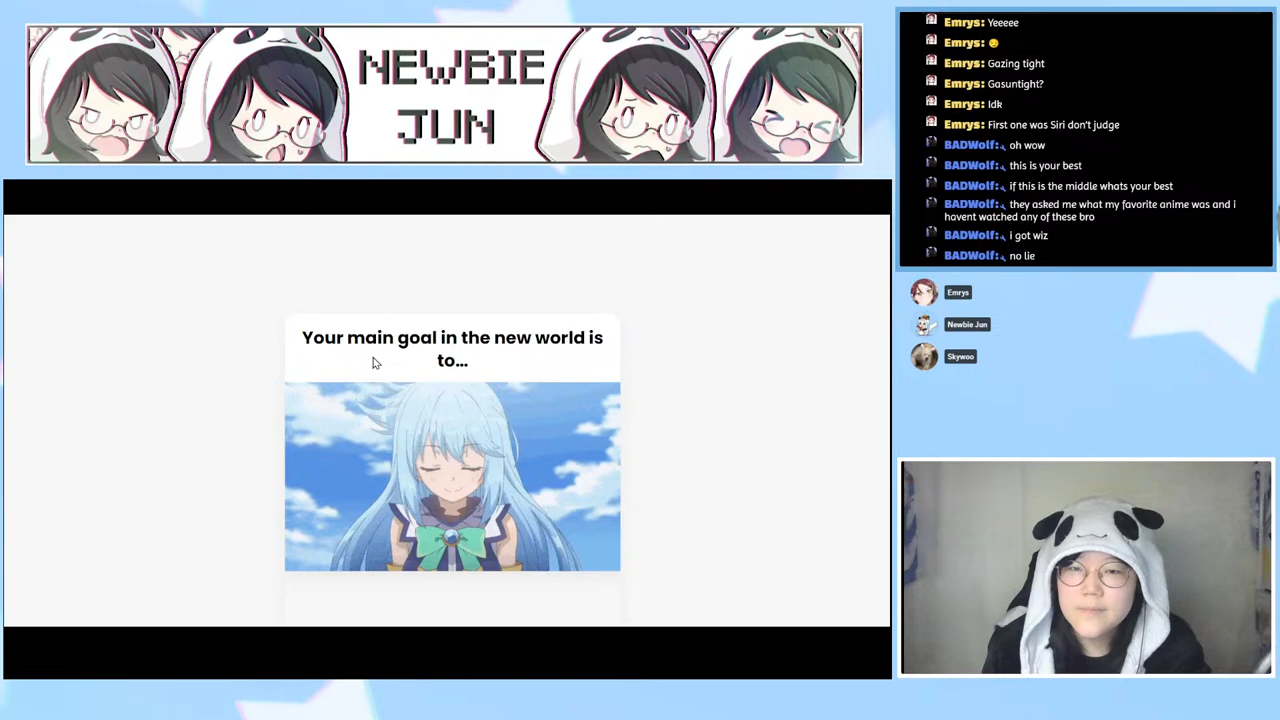 NEWBIE
JUN
Your main goal in the new world is
to...
Emrys: Yeeeee
Emrys: 😏
Emrys: Gazing tight
Emrys: Gasuntight?
Emrys: Idk
Emrys: First one was Siri don't judge
BADWolf: oh wow
BADWolf: this is your best
BADWolf: if this is the middle whats your best
BADWolf: they asked me what my favorite anime was and i
havent watched any of these bro
BADWolf: i got wiz
BADWolf: no lie
Emrys
Newbie Jun
Skywoo